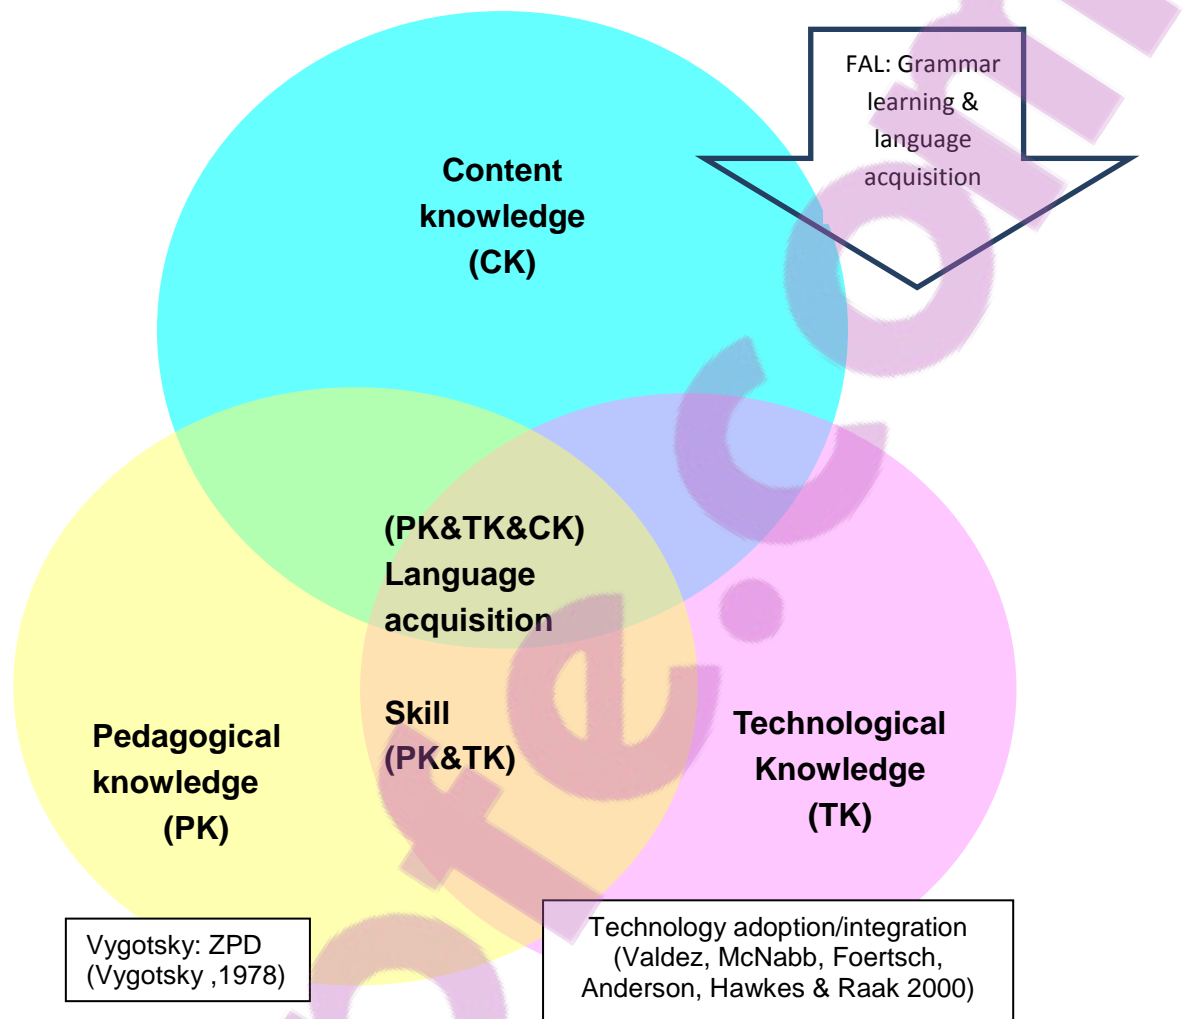 FAL: Grammar
learning &
language
acquisition
Content
knowledge
(CK)
(PK&TK&CK)
Language
acquisition
Skill
(PK&TK)
Pedagogical
knowledge
(PK)
Technological
Knowledge
(TK)
Vygotsky: ZPD
(Vygotsky ,1978)
Technology adoption/integration
(Valdez, McNabb, Foertsch,
Anderson, Hawkes & Raak 2000)